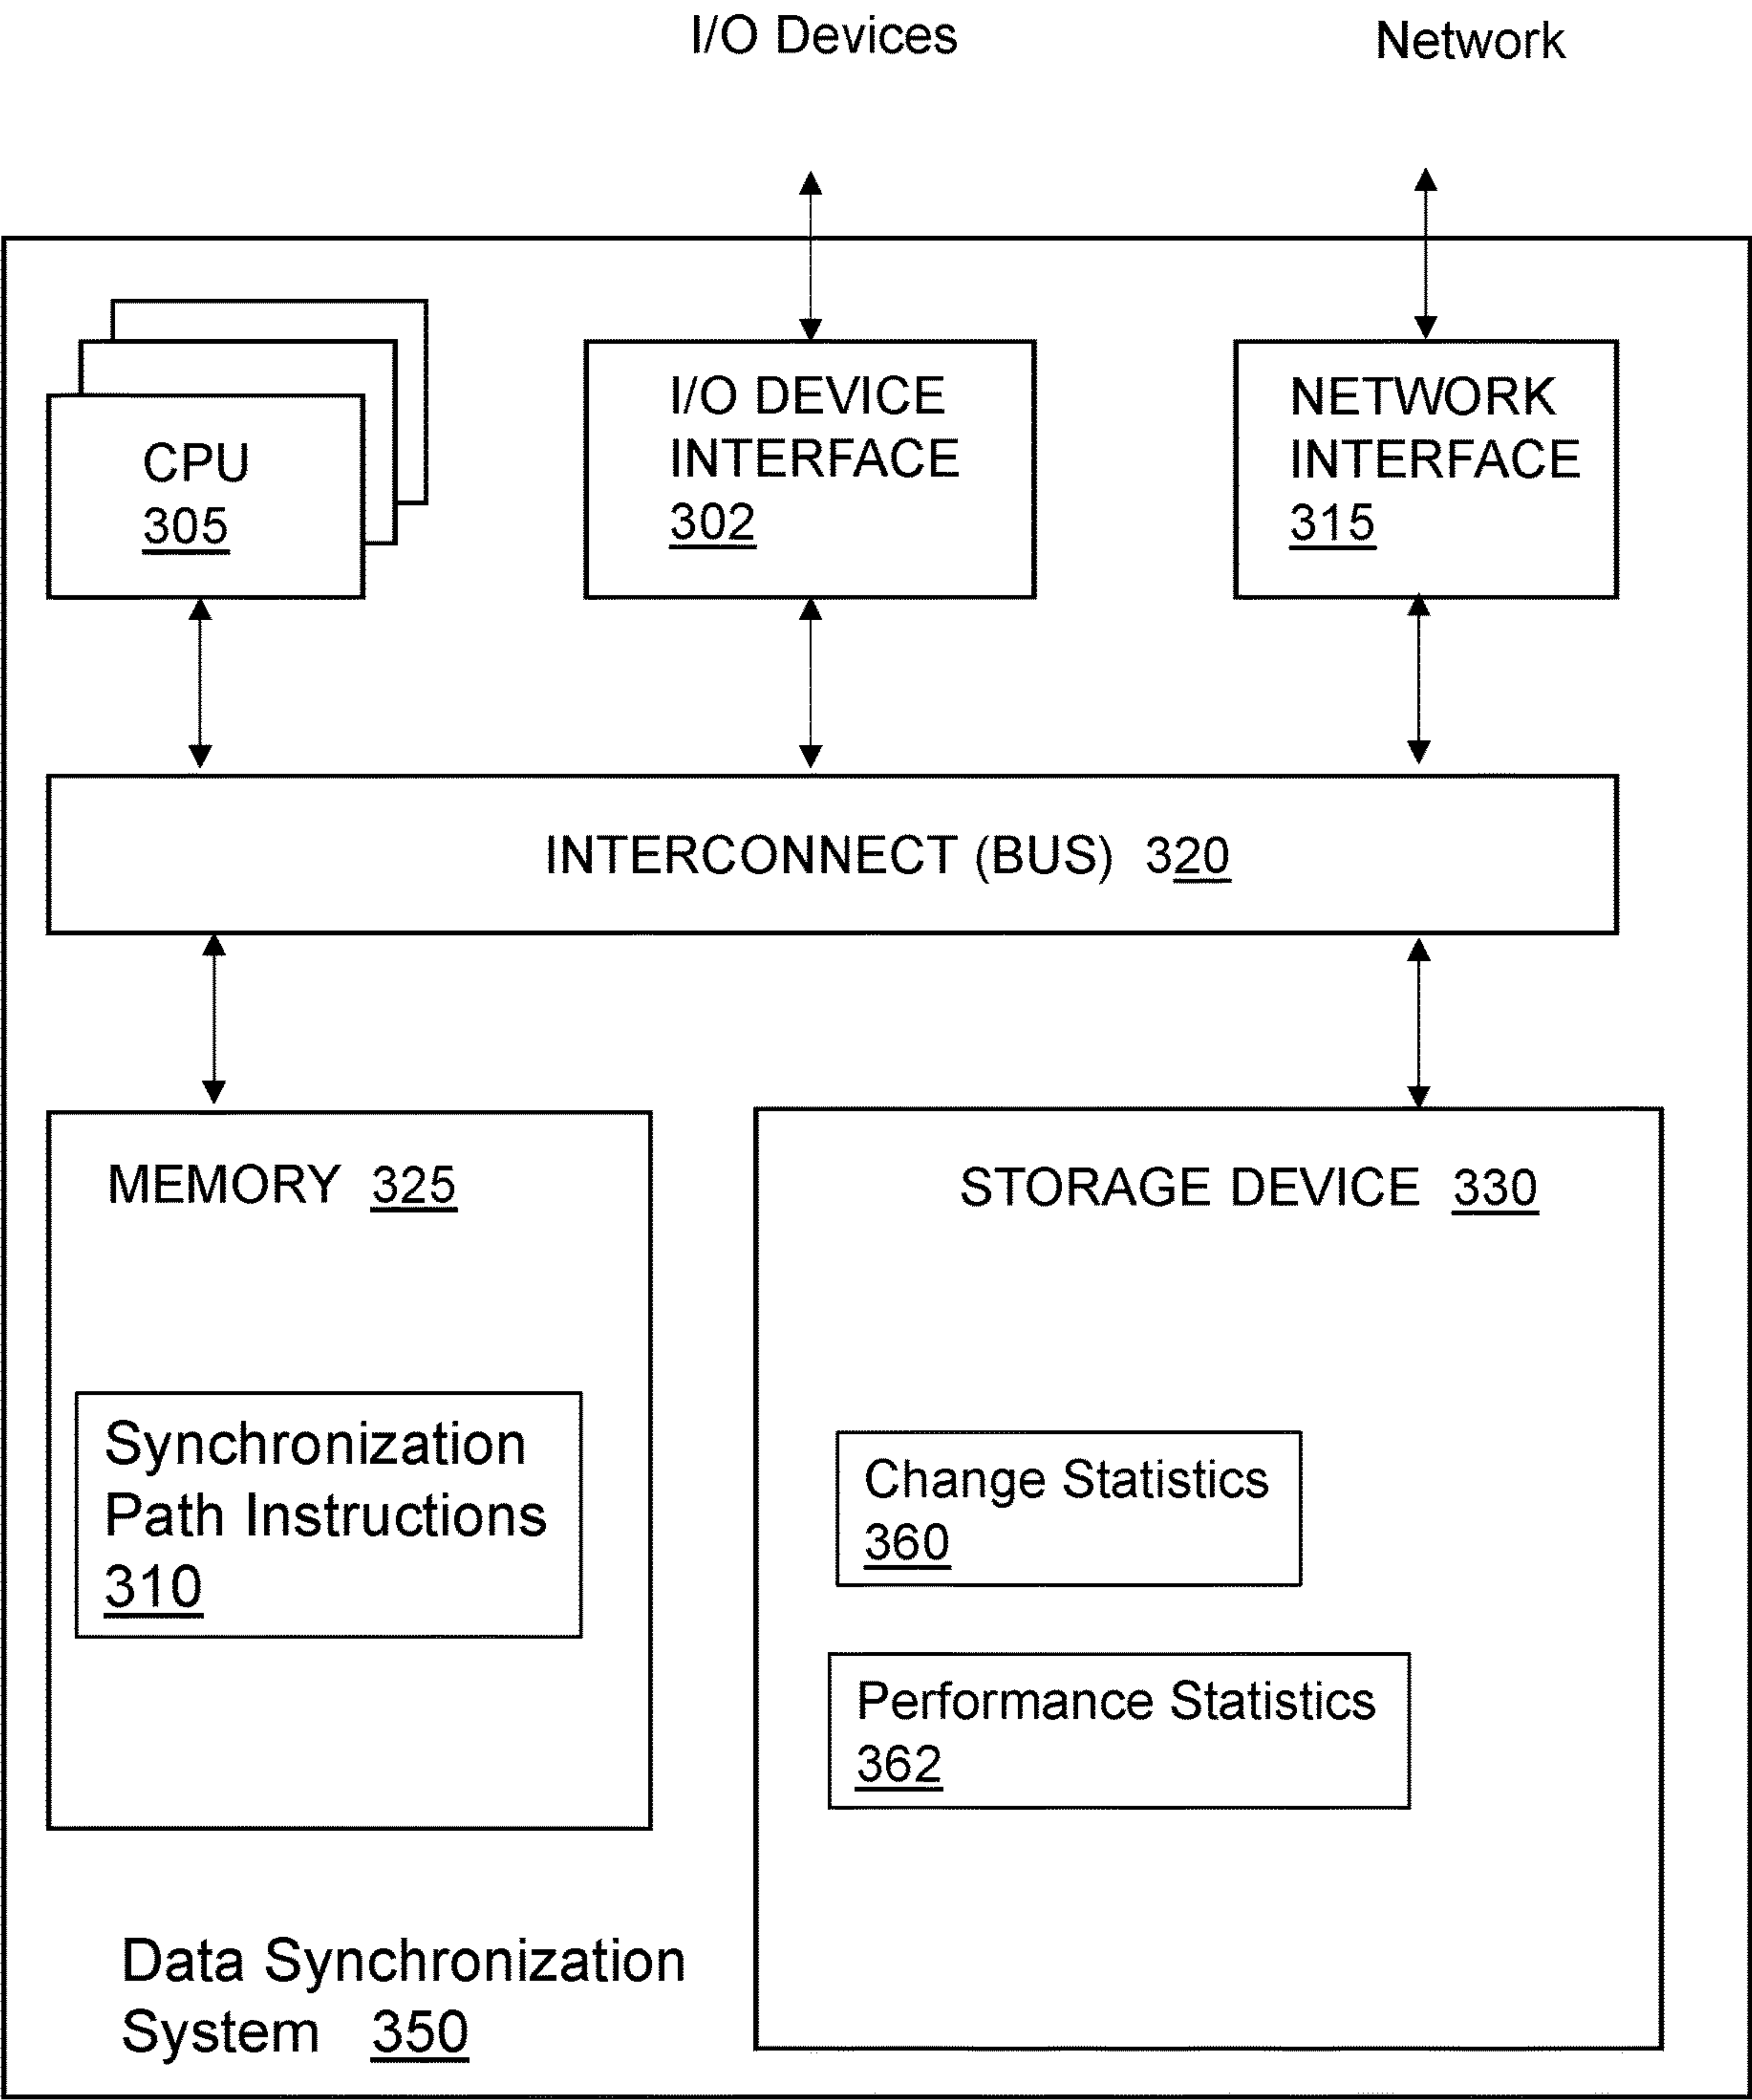 I/O Devices
Network
CPU
305
I/O DEVICE
INTERFACE
302
NETWORK
INTERFACE
315
INTERCONNECT (BUS) 320
MEMORY 325
Synchronization
Path Instructions
310
STORAGE DEVICE 330
Change Statistics
360
Performance Statistics
362
Data Synchronization
System 350